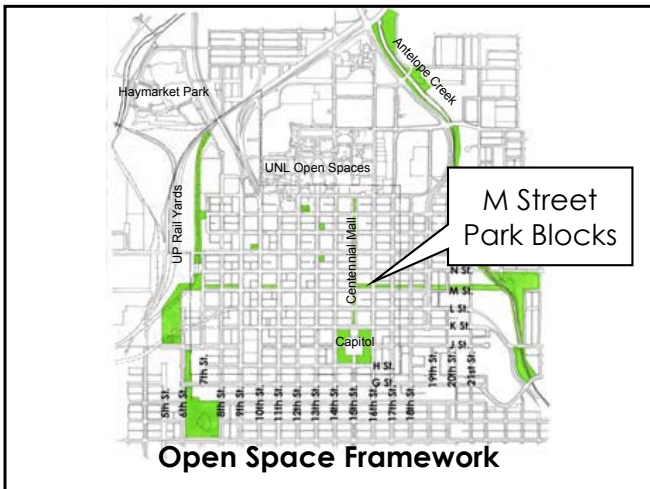 Antelope Creek
Haymarket Park
UNL Open Spaces
UP Rail Yards
Centennial Mall
M Street
Park Blocks
N St.
M St.
L St.
K St.
J St.
Capitol
H St.
G St.
5th St.
6th St.
7th St.
8th St.
9th St.
10th St.
11th St.
12th St.
13th St.
14th St.
15th St.
16th St.
17th St.
18th St.
19th St.
20th St.
21st St.
Open Space Framework